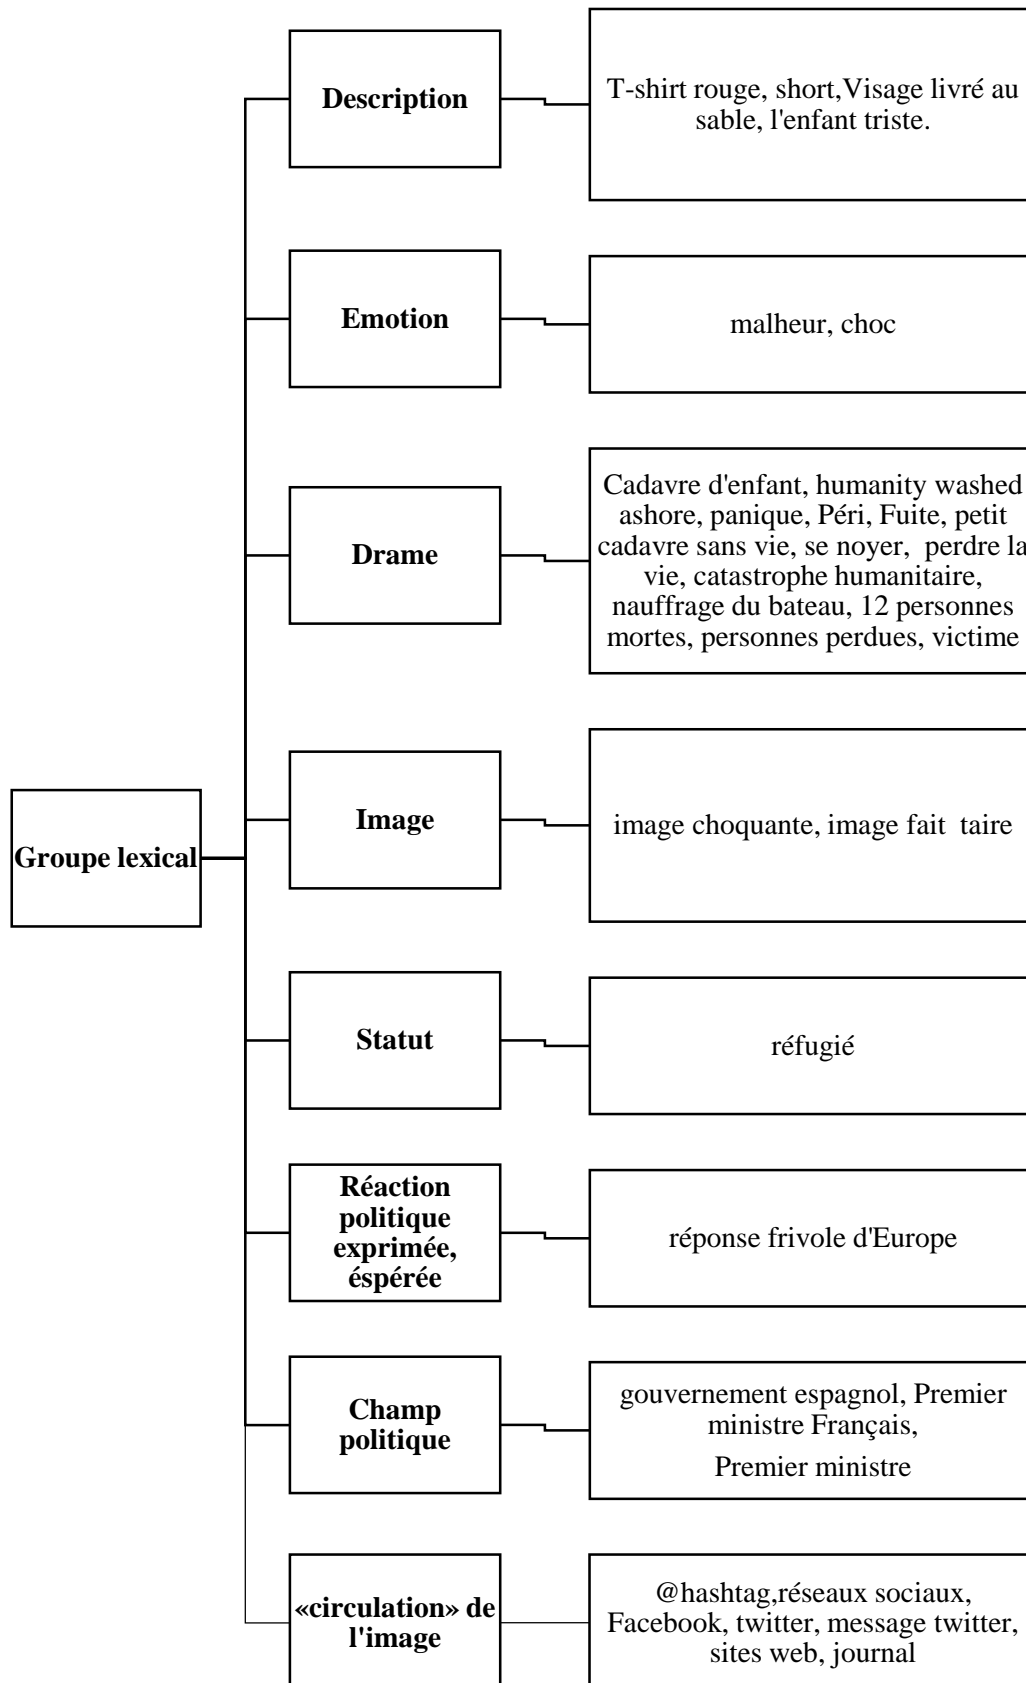 Description
T-shirt rouge, short,Visage livré au
sable, l'enfant triste.
Emotion
malheur, choc
Drame
Cadavre d'enfant, humanity washed
ashore, panique, Péri, Fuite, petit
cadavre sans vie, se noyer, perdre la
vie, catastrophe humanitaire,
nauffrage du bateau, 12 personnes
mortes, personnes perdues, victime
Groupe lexical
Image
image choquante, image fait taire
Statut
réfugié
Réaction
politique
exprimée,
éspérée
réponse frivole d'Europe
Champ
politique
gouvernement espagnol, Premier
ministre Français,
Premier ministre
«circulation» de
l'image
@hashtag,réseaux sociaux,
Facebook, twitter, message twitter,
sites web, journal